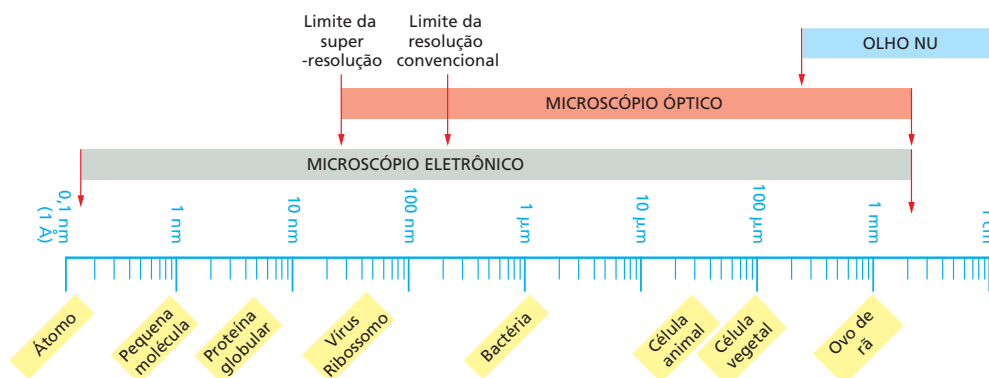 Limite da
super
-resolução
Limite da
resolução
convencional
OLHO NU
MICROSCÓPIO ÓPTICO
MICROSCÓPIO ELETRÔNICO
0,1 nm
(1 Å)
1 nm
10 nm
100 nm
1 μm
10 μm
100 μm
1 mm
1 cm
Átomo
Pequena
molécula
Proteína
globular
Vírus
Ribossomo
Bactéria
Célula
animal
Célula
vegetal
Ovo de
rã